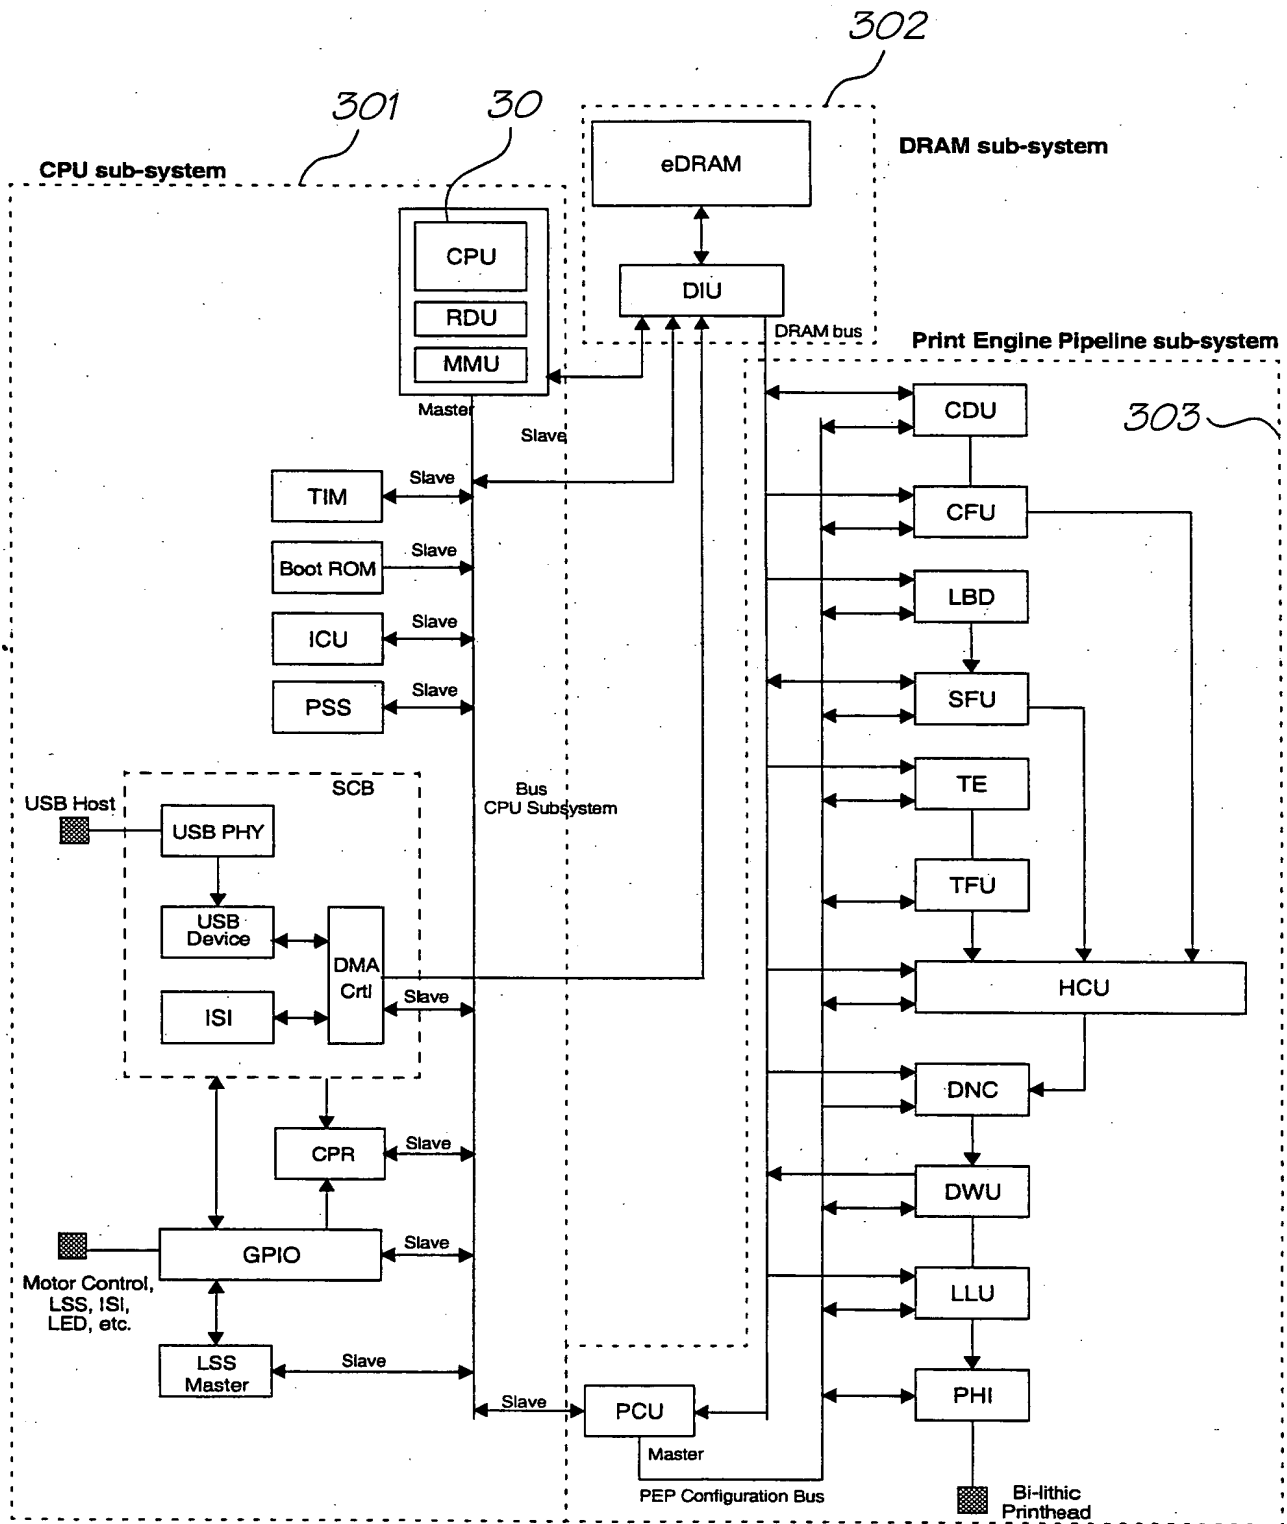 302
301
30
CPU sub-system
DRAM sub-system
eDRAM
CPU
DIU
RDU
DRAM bus
Print Engine Pipeline sub-system
MMU
Master
Slave
CDU
303
Slave
TIM
CFU
Slave
Boot ROM
LBD
Slave
ICU
Slave
PSS
SFU
SCB
Bus
CPU Subsystem
TE
USB Host
USB PHY
TFU
USB
Device
DMA
Crtl
HCU
Slave
ISI
DNC
Slave
CPR
DWU
Slave
GPIO
Motor Control,
LSS, ISI,
LED, etc.
LLU
LSS
Master
Slave
PHI
Slave
PCU
Master
PEP Configuration Bus
Bi-lithic
Printhead